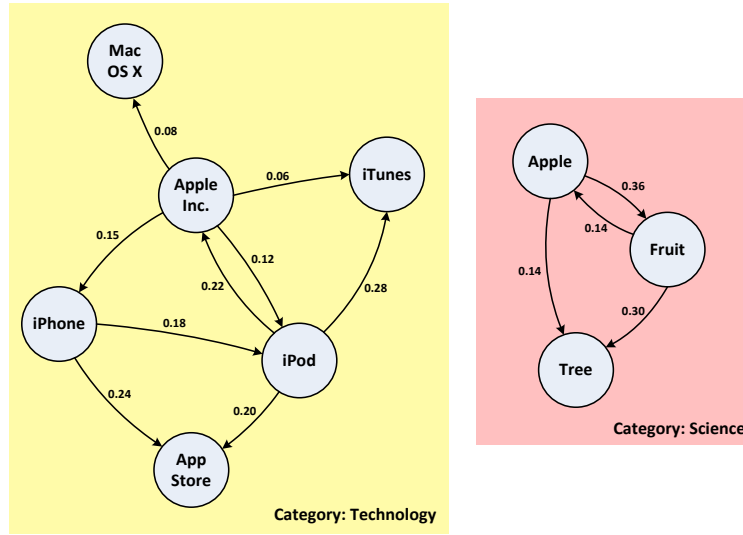 Mac
OS X
0.08
Apple
Inc.
0.06
iTunes
0.15
0.12
0.22
0.28
iPhone
0.18
iPod
0.24
0.20
App
Store
Category: Technology
Apple
0.36
0.14
Fruit
0.14
0.30
Tree
Category: Science